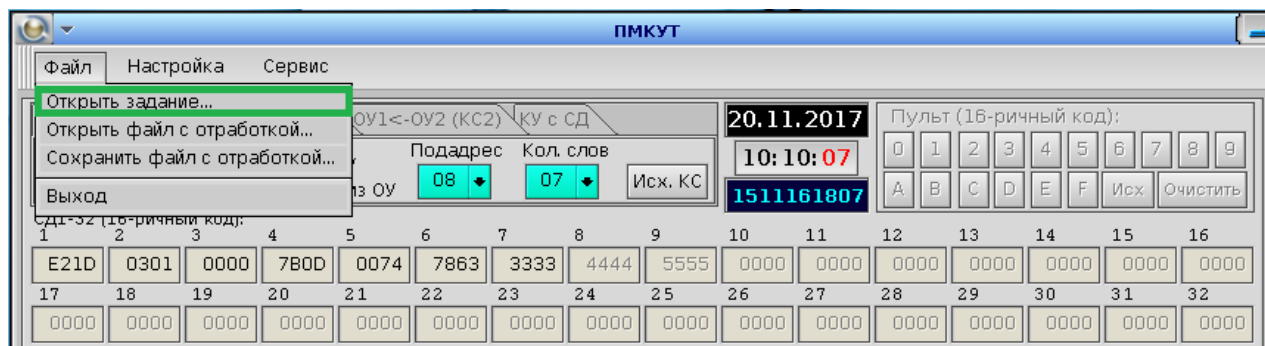 ПМКУТ
Файл Настройка Сервис
Открыть задание...
Открыть файл с отработкой...
Сохранить файл с отработкой...
Выход
ОУ1<-ОУ2 (КС2) КУ с СД
Подадрес Кол. слов
из ОУ 08 07 Исх. КС
20.11.2017
10:10:07
1511161807
Пульт (16-ричный код):
0 1 2 3 4 5 6 7 8 9
A B C D E F Исх Очистить
СД1-32 (16-ричный код):
1 2 3 4 5 6 7 8 9 10 11 12 13 14 15 16
E21D 0301 0000 7B0D 0074 7863 3333 4444 5555 0000 0000 0000 0000 0000 0000 0000
17 18 19 20 21 22 23 24 25 26 27 28 29 30 31 32
0000 0000 0000 0000 0000 0000 0000 0000 0000 0000 0000 0000 0000 0000 0000 0000